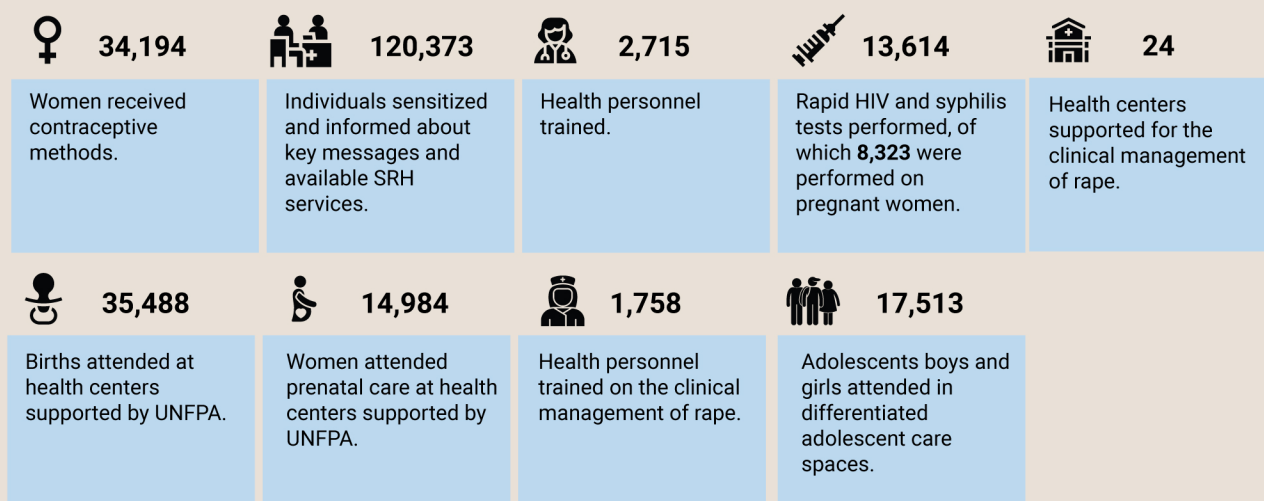 34,194
Women received
contraceptive
methods.
120,373
Individuals sensitized
and informed about
key messages and
available SRH
services.
2,715
Health personnel
trained.
13,614
Rapid HIV and syphilis
tests performed, of
which 8,323 were
performed on
pregnant women.
24
Health centers
supported for the
clinical management
of rape.
35,488
Births attended at
health centers
supported by UNFPA.
14,984
Women attended
prenatal care at health
centers supported by
UNFPA.
1,758
Health personnel
trained on the clinical
management of rape.
17,513
Adolescents boys and
girls attended in
differentiated
adolescent care
spaces.